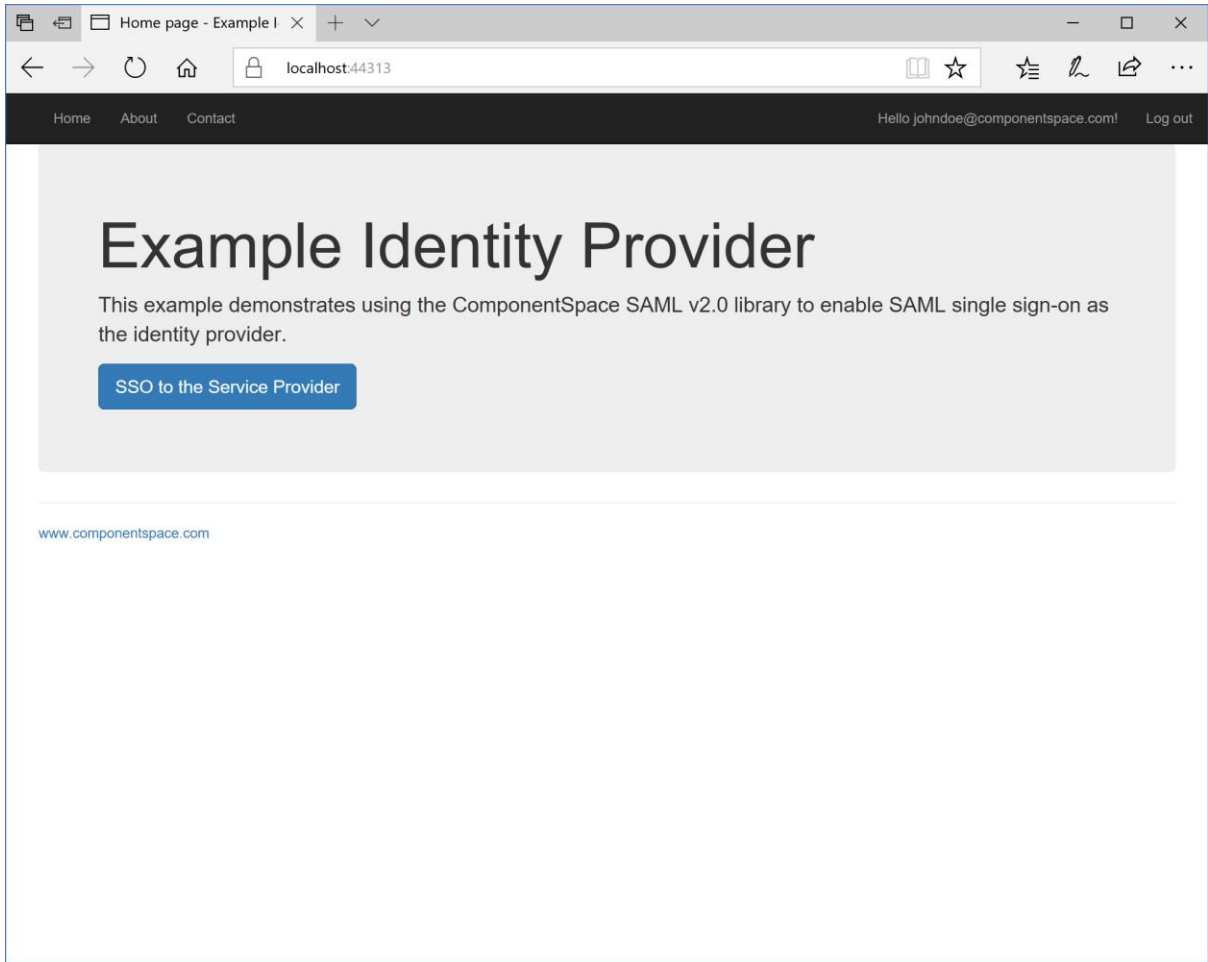 Home page - Example I
localhost:44313
Home About Contact Hello johndoe@componentspace.com! Log out
Example Identity Provider
This example demonstrates using the ComponentSpace SAML v2.0 library to enable SAML single sign-on as
the identity provider.
SSO to the Service Provider
www.componentspace.com